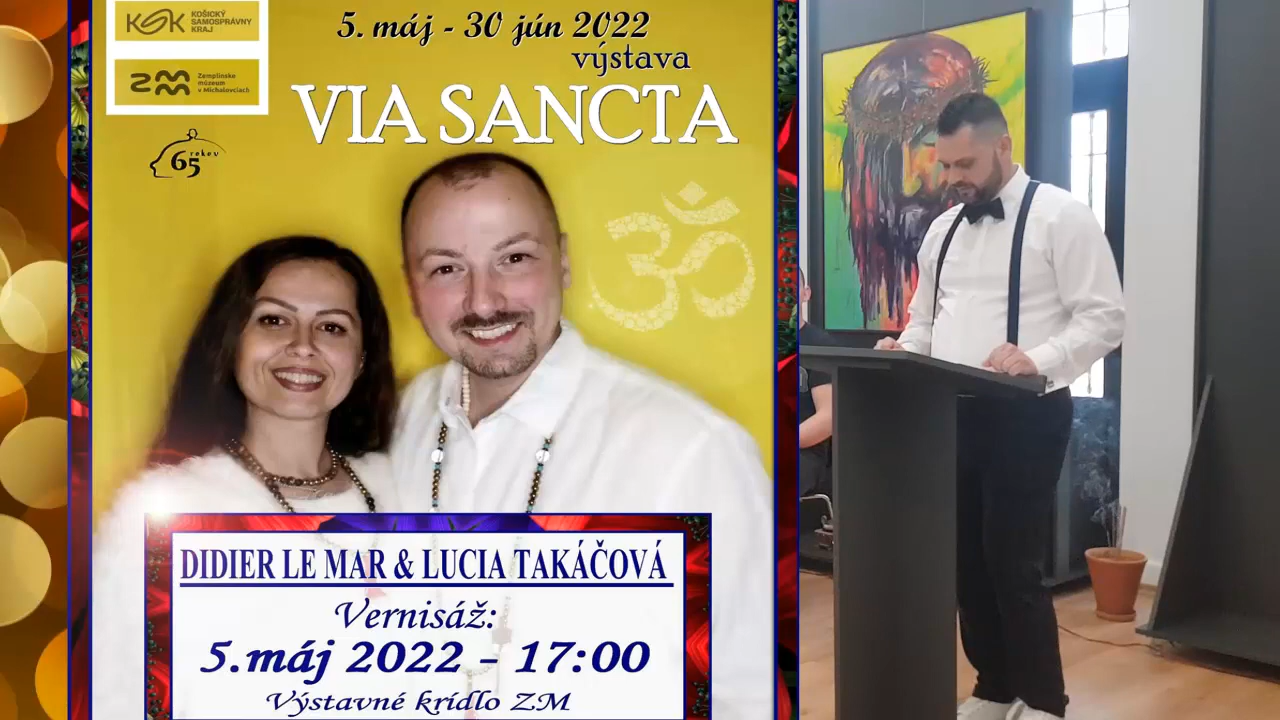 KOŠICKÝ
SAMOSPRÁVNY
KRAJ
Zemplínske
múzeum
v Michalovciach
65 rokov
5. máj - 30 jún 2022
výstava
VIA SANCTA
ॐ
DIDIER LE MAR & LUCIA TAKÁČOVÁ
Vernisáž:
5.máj 2022 - 17:00
Výstavné krídlo ZM